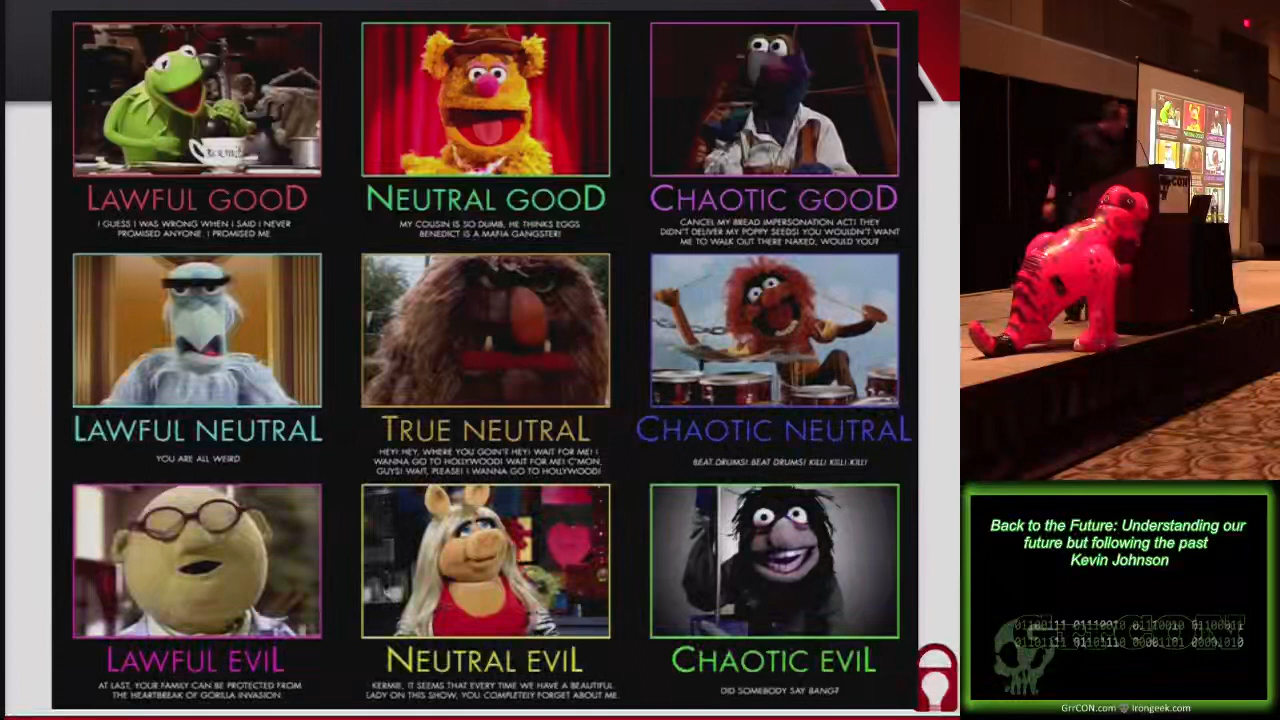 LAWFUL GOOD
I GUESS I WAS WRONG WHEN I SAID I NEVER
PROMISED ANYONE. I PROMISED ME.
NEUTRAL GOOD
MY COUSIN IS SO DUMB, HE THINKS EGGS
BENEDICT IS A MAFIA GANGSTER!
CHAOTIC GOOD
CANCEL MY BREAD IMPERSONATION ACT! THEY
DIDN'T DELIVER MY POPPY SEEDS! YOU WOULDN'T WANT
ME TO WALK OUT THERE NAKED, WOULD YOU?
LAWFUL NEUTRAL
YOU ARE ALL WEIRD.
TRUE NEUTRAL
HEY! HEY, WHERE YOU GOIN'? HEY! WAIT FOR ME! I
WANNA GO TO HOLLYWOOD! WAIT FOR ME! C'MON,
GUYS! WAIT, PLEASE! I WANNA GO TO HOLLYWOOD!
CHAOTIC NEUTRAL
BEAT DRUMS! BEAT DRUMS! KILL! KILL! KILL!
LAWFUL EVIL
AT LAST, YOUR FAMILY CAN BE PROTECTED FROM
THE HEARTBREAK OF GORILLA INVASION.
NEUTRAL EVIL
KERMIE, IT SEEMS THAT EVERY TIME WE HAVE A BEAUTIFUL
LADY ON THIS SHOW, YOU COMPLETELY FORGET ABOUT ME.
CHAOTIC EVIL
DID SOMEBODY SAY BANG?
Back to the Future: Understanding our
future but following the past
Kevin Johnson
GrrCON.com Irongeek.com